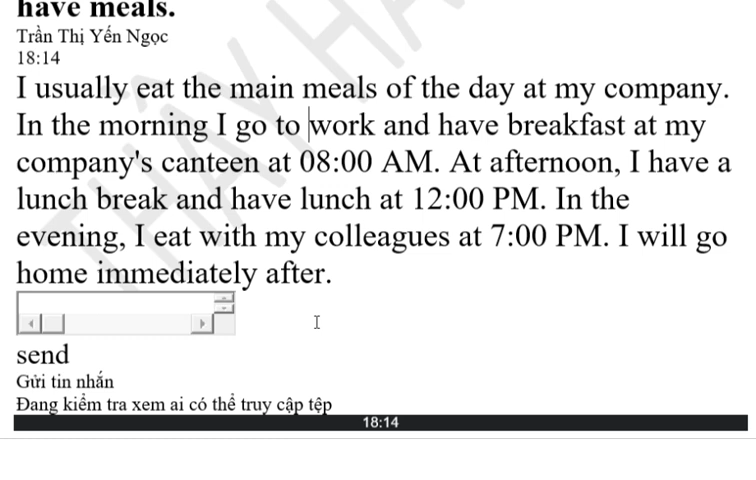 have meals.
Trần Thị Yến Ngọc
18:14
I usually eat the main meals of the day at my company.
In the morning I go to work and have breakfast at my
company's canteen at 08:00 AM. At afternoon, I have a
lunch break and have lunch at 12:00 PM. In the
evening, I eat with my colleagues at 7:00 PM. I will go
home immediately after.
send
Gửi tin nhắn
Đang kiểm tra xem ai có thể truy cập tệp
18:14